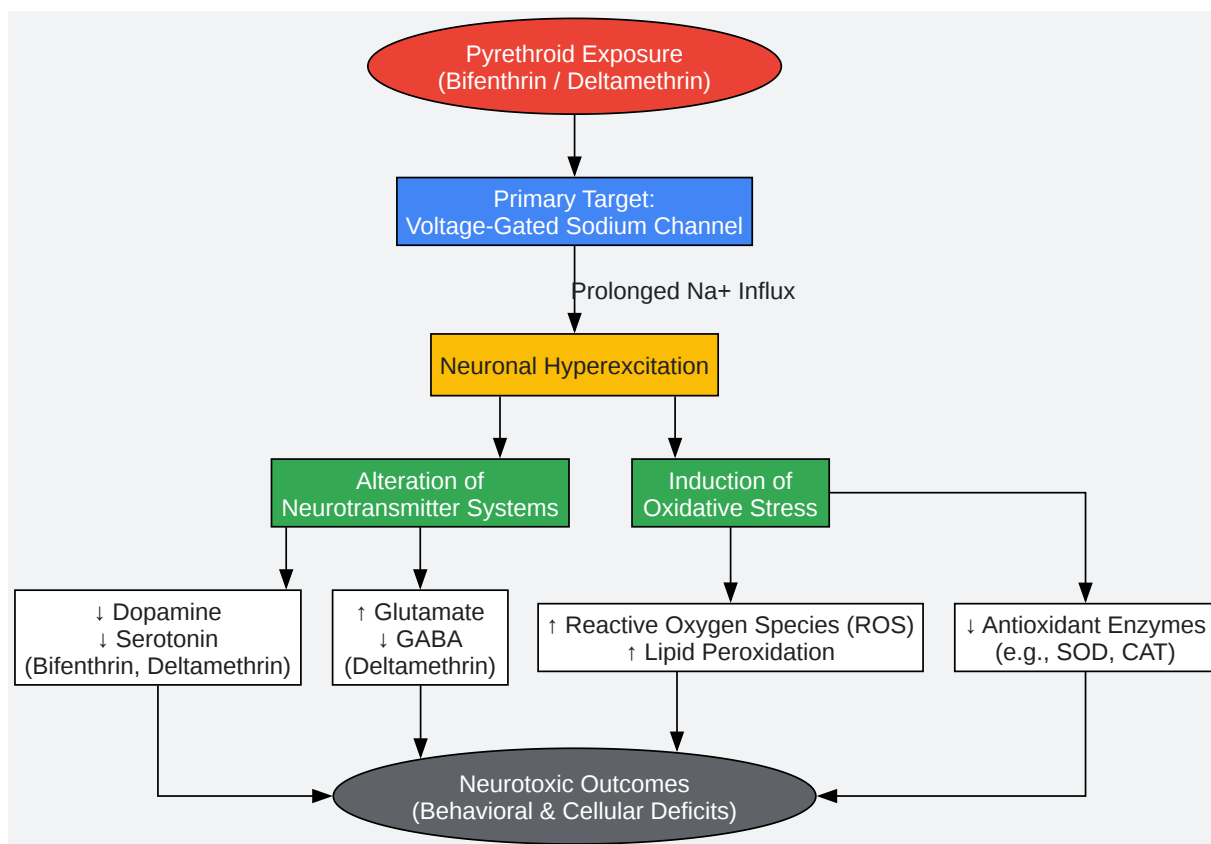 Pyrethroid Exposure
(Bifenthrin / Deltamethrin)
Primary Target:
Voltage-Gated Sodium Channel
Prolonged Na+ Influx
Neuronal Hyperexcitation
Alteration of
Neurotransmitter Systems
Induction of
Oxidative Stress
↓ Dopamine
↓ Serotonin
(Bifenthrin, Deltamethrin)
↑ Glutamate
↓ GABA
(Deltamethrin)
↑ Reactive Oxygen Species (ROS)
↑ Lipid Peroxidation
↓ Antioxidant Enzymes
(e.g., SOD, CAT)
Neurotoxic Outcomes
(Behavioral & Cellular Deficits)